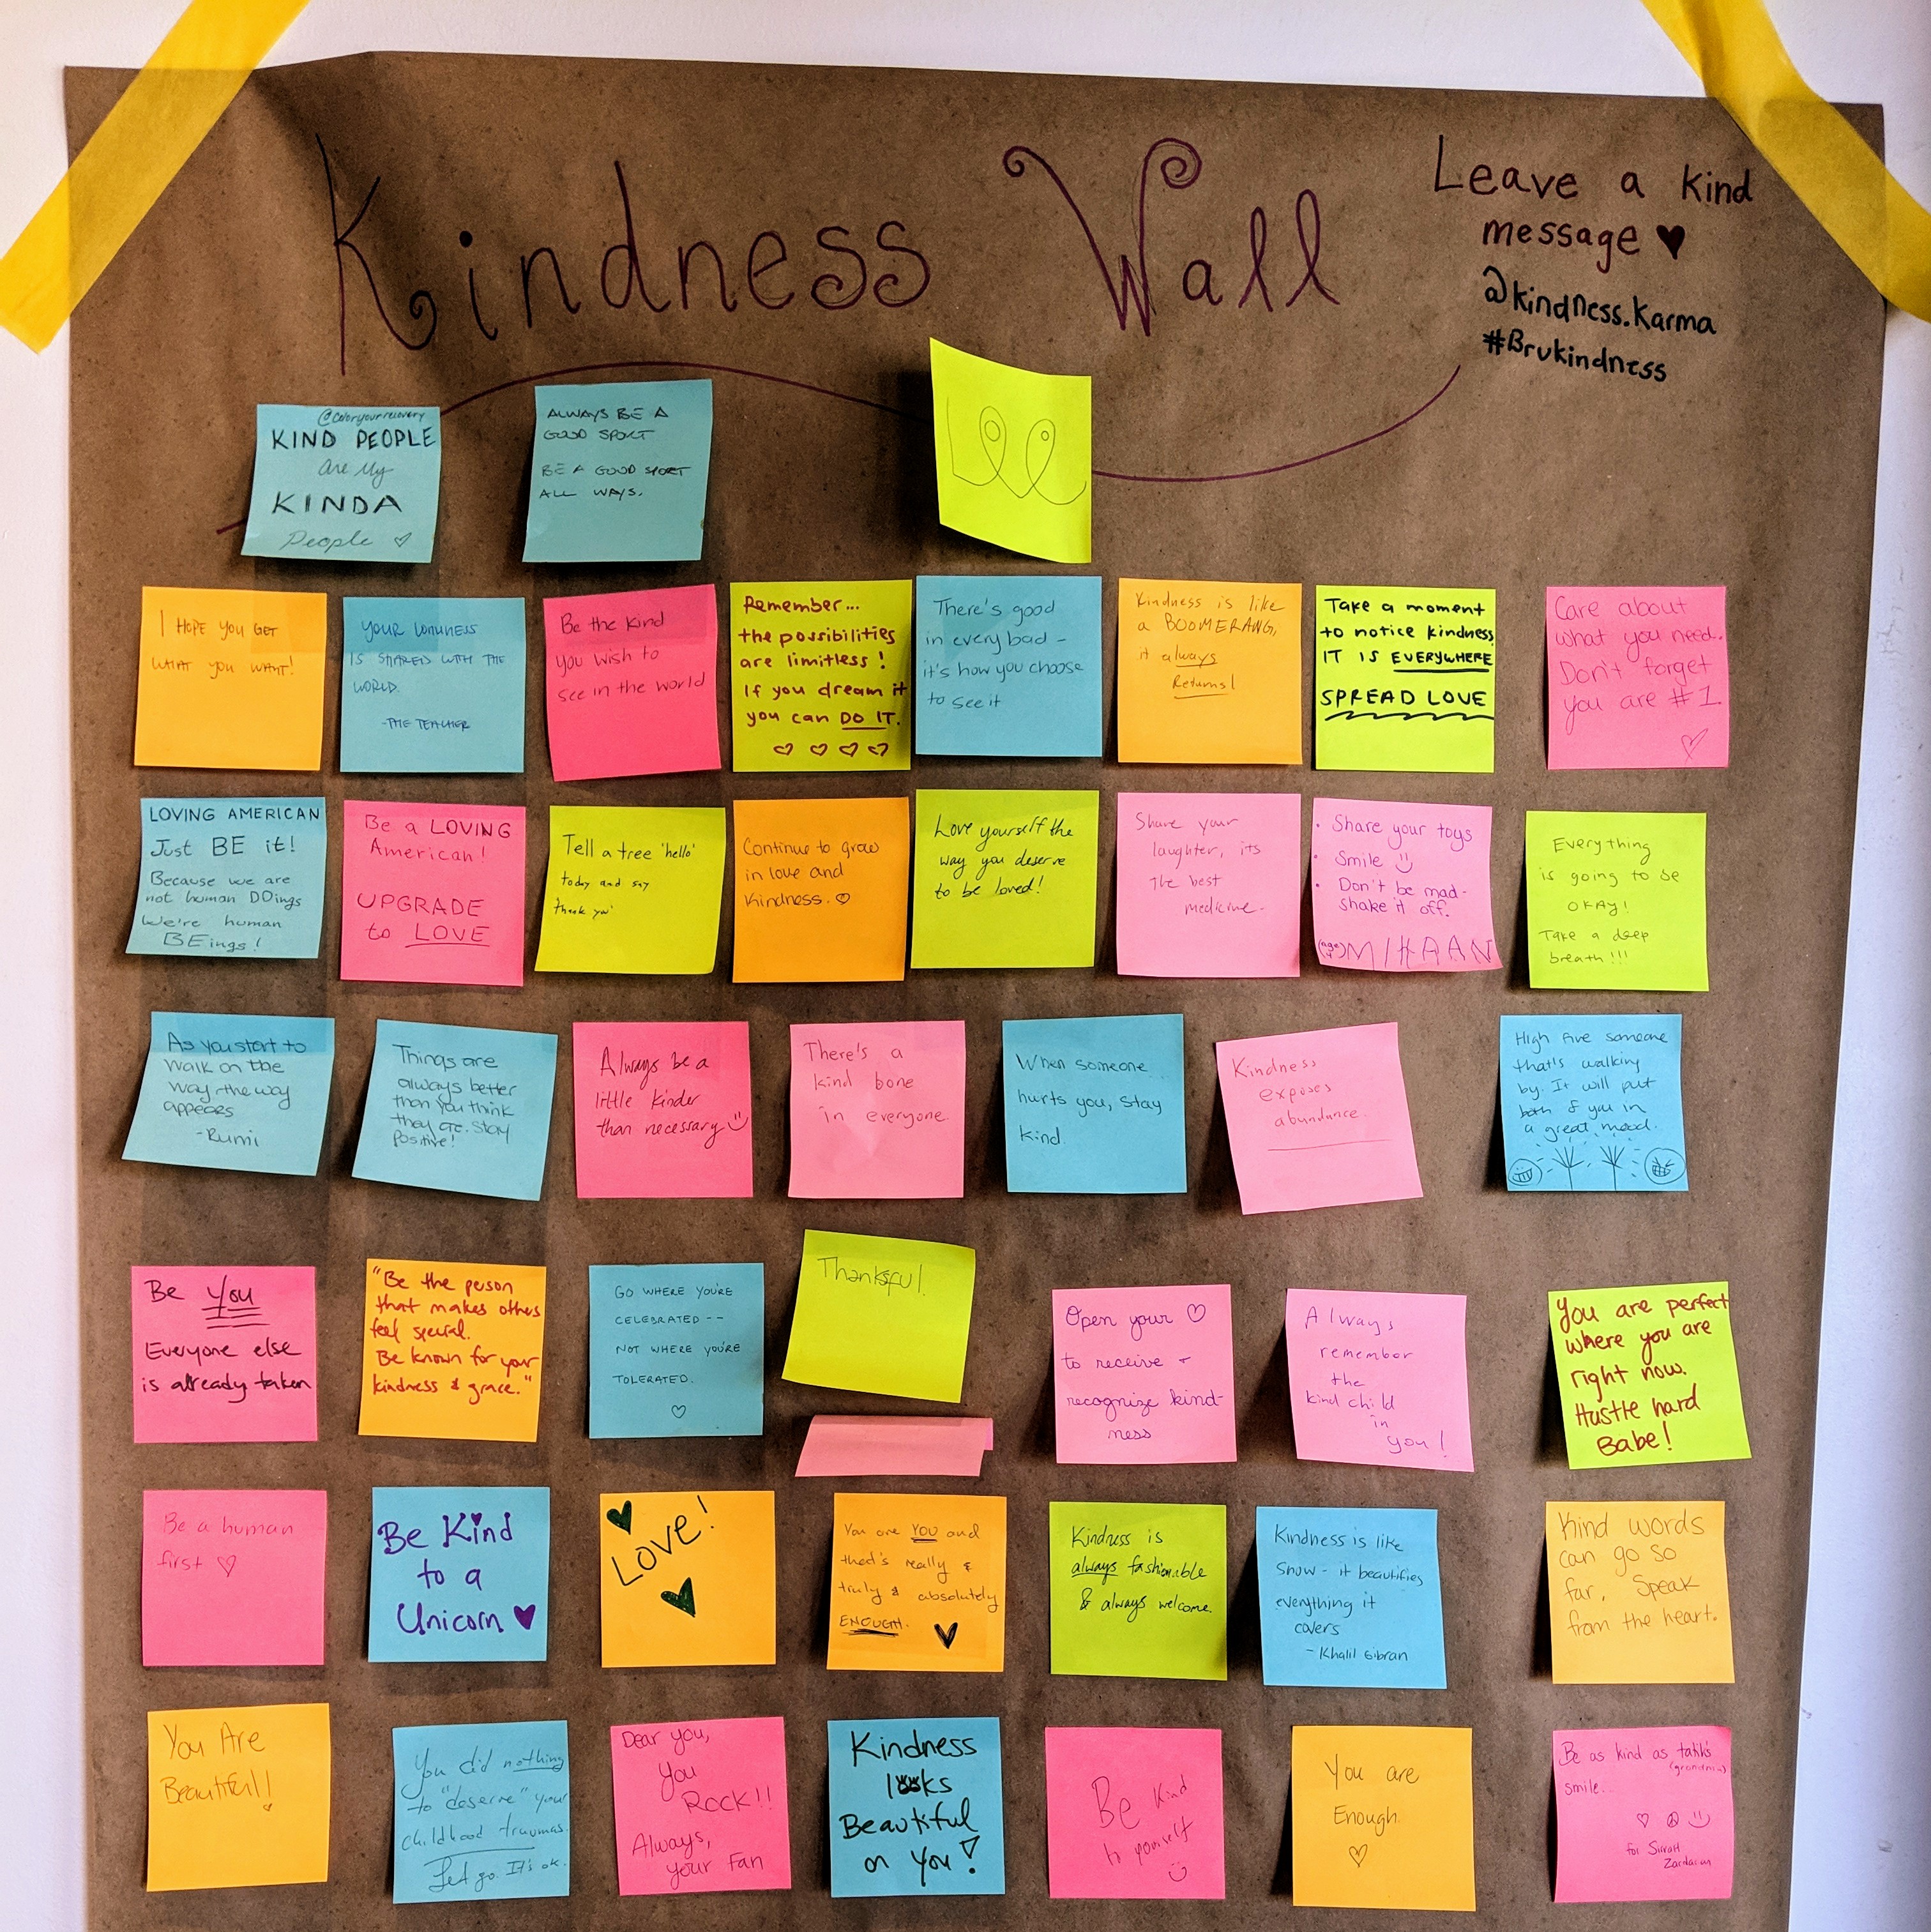 Kindness Wall
Leave a kind
message ♥
@kindness.karma
#Brukindness
@coloryourrecovery
KIND PEOPLE
are my
KINDA
People ♡
ALWAYS BE A
GOOD SPORT
BE A GOOD SPORT
ALL WAYS.
I HOPE YOU GET
WHAT YOU WANT!
YOUR
IS SHARED WITH THE
WORLD.
-THE TEACHER
Be the kind
you wish to
see in the world
Remember...
the possibilities
are limitless!
If you dream it
you can DO IT.
♡ ♡ ♡ ♡
There's good
in every bad -
it's how you choose
to see it
Kindness is like
a BOOMERANG,
it always
Returns!
Take a moment
to notice kindness
IT IS EVERYWHERE
SPREAD LOVE
Care about
what you need.
Don't forget
you are #1
♡
LOVING AMERICAN
Just BE it!
Because we are
not human DOings
We're human
BEings!
Be a LOVING
American!
UPGRADE
to LOVE
Tell a tree 'hello'
today and say
'thank you'
Continue to grow
in love and
kindness. ♡
Love yourself the
way you deserve
to be loved!
Share your
laughter, its
the best
medicine.
· Share your toys
· Smile ☺
· Don't be mad-
shake it off.
(age 4) MIHAAN
Everything
is going to be
OKAY!
Take a deep
breath!!!
As you start to
walk on the
way, the way
appears
-Rumi
Things are
always better
than you think
they are. Stay
Positive!
Always be a
little kinder
than necessary ☺
There's a
kind bone
in everyone
When someone
hurts you, stay
kind.
Kindness
exposes
abundance.
High five someone
that's walking
by. It will put
both of you in
a great mood.
Be You
Everyone else
is already taken
"Be the person
that makes others
feel special.
Be known for your
kindness & grace."
GO WHERE YOU'RE
CELEBRATED --
NOT WHERE YOU'RE
TOLERATED.
♡
Thankful
Open your ♡
to receive +
recognize kind-
ness
Always
remember
the
kind child
in
you!
You are perfect
where you are
right now.
Hustle hard
Babe!
Be a human
first ♡
Be Kind
to a
Unicorn ♥
♥
LOVE!
♥
You are YOU and
that's really &
truly & absolutely
ENOUGH. ♥
Kindness is
always fashionable
& always welcome.
Kindness is like
snow - it beautifies
everything it
covers
- Khalil Gibran
Kind words
can go so
far, Speak
from the heart.
You Are
Beautiful!
You did nothing
to "deserve" your
childhood traumas.
Let go. It's ok.
Dear you,
You
Rock!!
Always,
your Fan
Kindness
looks
Beautiful
on You!
Be kind
to yourself
☺
You are
Enough.
♡
Be as kind as tatik's
(grandma)
smile.
♡ ☮ ☺
for